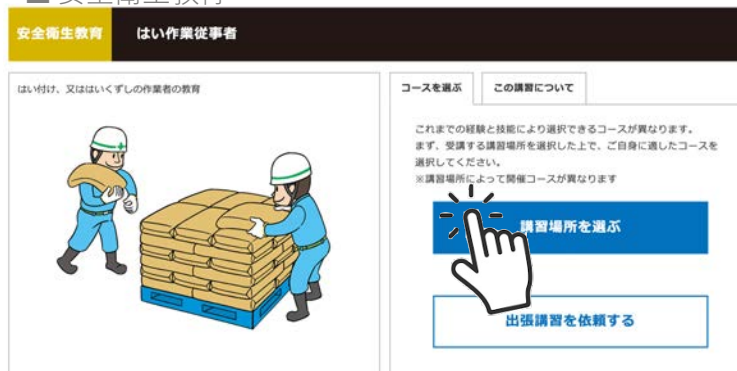 安全衛生教育
安全衛生教育 はい作業従事者
はい付け、又ははいくずしの作業者の教育
コースを選ぶ この講習について
これまでの経験と技能により選択できるコースが異なります。
まず、受講する講習場所を選択した上で、ご自身に適したコースを
選択してください。
※講習場所によって開催コースが異なります
講習場所を選ぶ
出張講習を依頼する